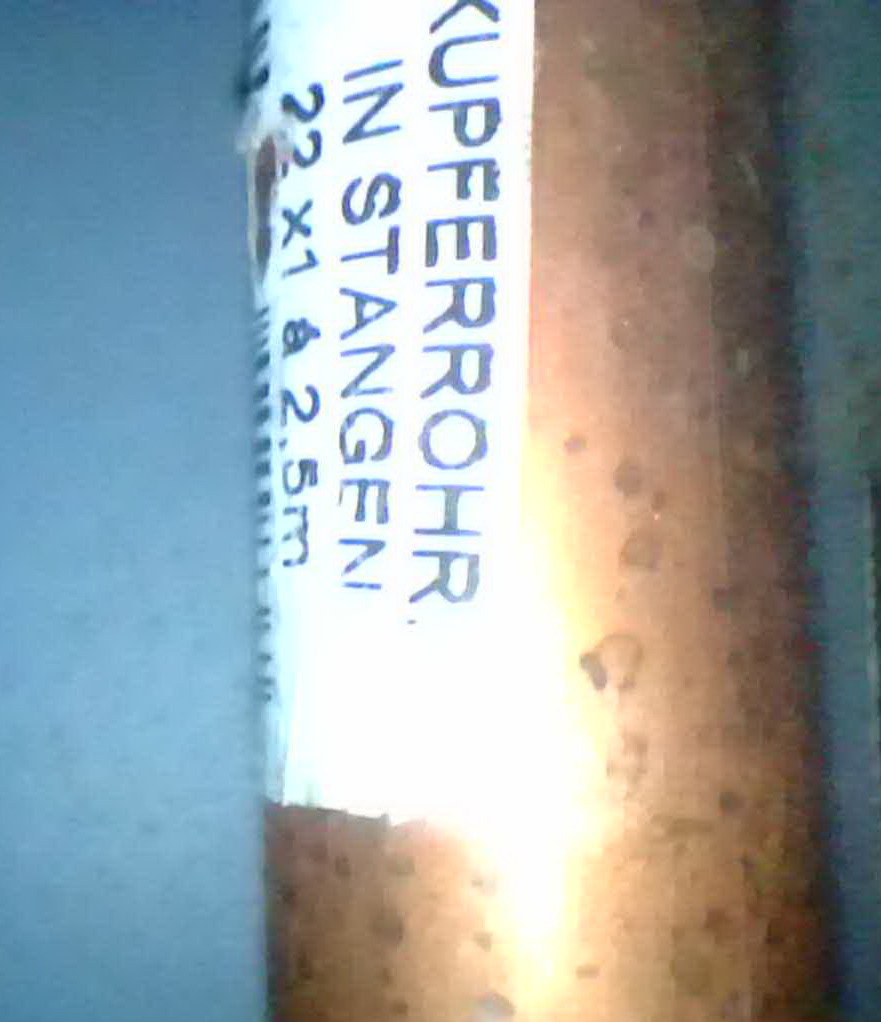 KUPFERROHR
IN STANGEN
22 x1 à 2.5m